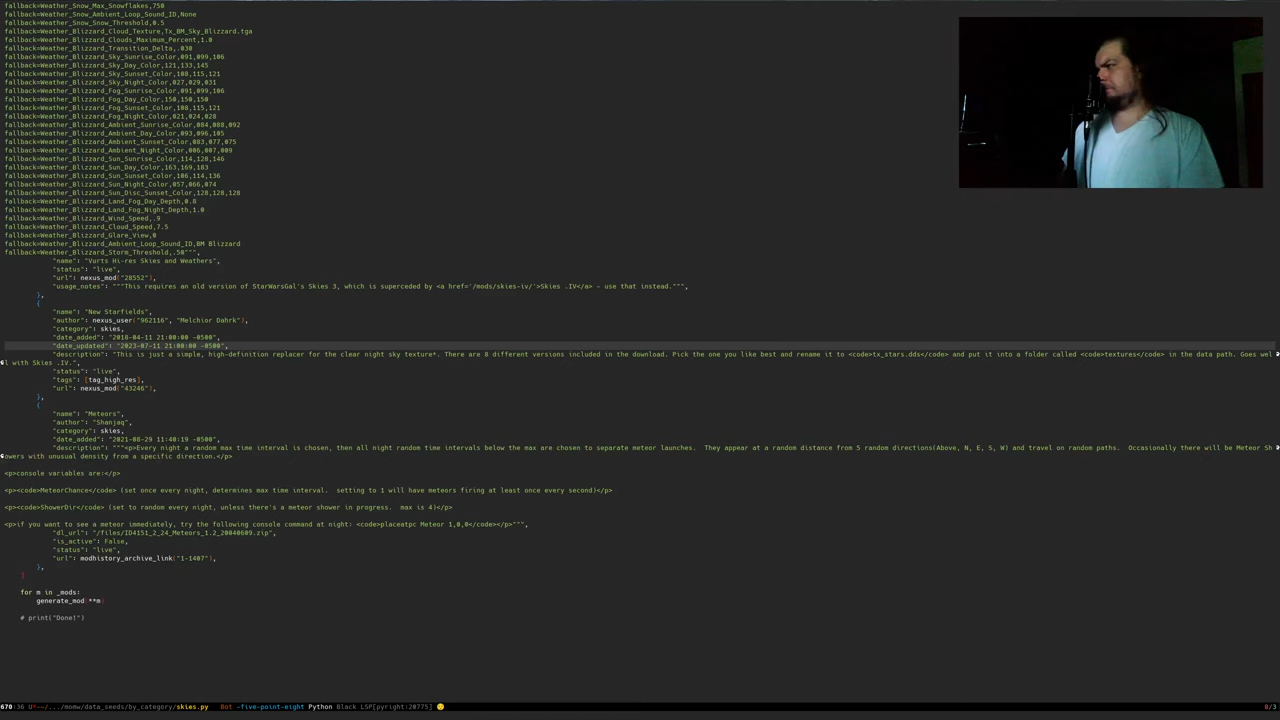 fallback=Weather_Snow_Max_Snowflakes,750
fallback=Weather_Snow_Ambient_Loop_Sound_ID,None
fallback=Weather_Snow_Snow_Threshold,0.5
fallback=Weather_Blizzard_Cloud_Texture,Tx_BM_Sky_Blizzard.tga
fallback=Weather_Blizzard_Clouds_Maximum_Percent,1.0
fallback=Weather_Blizzard_Transition_Delta,.030
fallback=Weather_Blizzard_Sky_Sunrise_Color,091,099,106
fallback=Weather_Blizzard_Sky_Day_Color,121,133,145
fallback=Weather_Blizzard_Sky_Sunset_Color,108,115,121
fallback=Weather_Blizzard_Sky_Night_Color,027,029,031
fallback=Weather_Blizzard_Fog_Sunrise_Color,091,099,106
fallback=Weather_Blizzard_Fog_Day_Color,150,150,150
fallback=Weather_Blizzard_Fog_Sunset_Color,108,115,121
fallback=Weather_Blizzard_Fog_Night_Color,021,024,028
fallback=Weather_Blizzard_Ambient_Sunrise_Color,084,088,092
fallback=Weather_Blizzard_Ambient_Day_Color,093,096,105
fallback=Weather_Blizzard_Ambient_Sunset_Color,083,077,075
fallback=Weather_Blizzard_Ambient_Night_Color,006,007,009
fallback=Weather_Blizzard_Sun_Sunrise_Color,114,128,146
fallback=Weather_Blizzard_Sun_Day_Color,163,169,183
fallback=Weather_Blizzard_Sun_Sunset_Color,106,114,136
fallback=Weather_Blizzard_Sun_Night_Color,057,066,074
fallback=Weather_Blizzard_Sun_Disc_Sunset_Color,128,128,128
fallback=Weather_Blizzard_Land_Fog_Day_Depth,0.8
fallback=Weather_Blizzard_Land_Fog_Night_Depth,1.0
fallback=Weather_Blizzard_Wind_Speed,.9
fallback=Weather_Blizzard_Cloud_Speed,7.5
fallback=Weather_Blizzard_Glare_View,0
fallback=Weather_Blizzard_Ambient_Loop_Sound_ID,BM Blizzard
fallback=Weather_Blizzard_Storm_Threshold,.50""",
"name": "Vurts Hi-res Skies and Weathers",
"status": "live",
"url": nexus_mod("28552"),
"usage_notes": """This requires an old version of StarWarsGal's Skies 3, which is superceded by <a href='/mods/skies-iv/'>Skies .IV</a> - use that instead.""",
},
{
"name": "New Starfields",
"author": nexus_user("962116", "Melchior Dahrk"),
"category": skies,
"date_added": "2018-04-11 21:00:00 -0500",
"date_updated": "2023-07-11 21:00:00 -0500",
"description": "This is just a simple, high-definition replacer for the clear night sky texture*. There are 8 different versions included in the download. Pick the one you like best and rename it to <code>tx_stars.dds</code> and put it into a folder called <code>textures</code> in the data path. Goes wel
l with Skies .IV.",
"status": "live",
"tags": [tag_high_res],
"url": nexus_mod("43246"),
},
{
"name": "Meteors",
"author": "Shanjaq",
"category": skies,
"date_added": "2021-08-29 11:40:19 -0500",
"description": """<p>Every night a random max time interval is chosen, then all night random time intervals below the max are chosen to separate meteor launches.  They appear at a random distance from 5 random directions(Above, N, E, S, W) and travel on random paths.  Occasionally there will be Meteor Sh
owers with unusual density from a specific direction.</p>
<p>console variables are:</p>
<p><code>MeteorChance</code> (set once every night, determines max time interval.  setting to 1 will have meteors firing at least once every second)</p>
<p><code>ShowerDir</code> (set to random every night, unless there's a meteor shower in progress.  max is 4)</p>
<p>if you want to see a meteor immediately, try the following console command at night: <code>placeatpc Meteor 1,0,0</code></p>""",
"dl_url": "/files/ID4151_2_24_Meteors_1.2_20040609.zip",
"is_active": False,
"status": "live",
"url": modhistory_archive_link("1-1407"),
},
]
for m in _mods:
generate_mod(**m)
# print("Done!")
670:36 U*--/.../momw/data_seeds/by_category/skies.py Bot -five-point-eight Python Black LSP[pyright:20775] 0/3